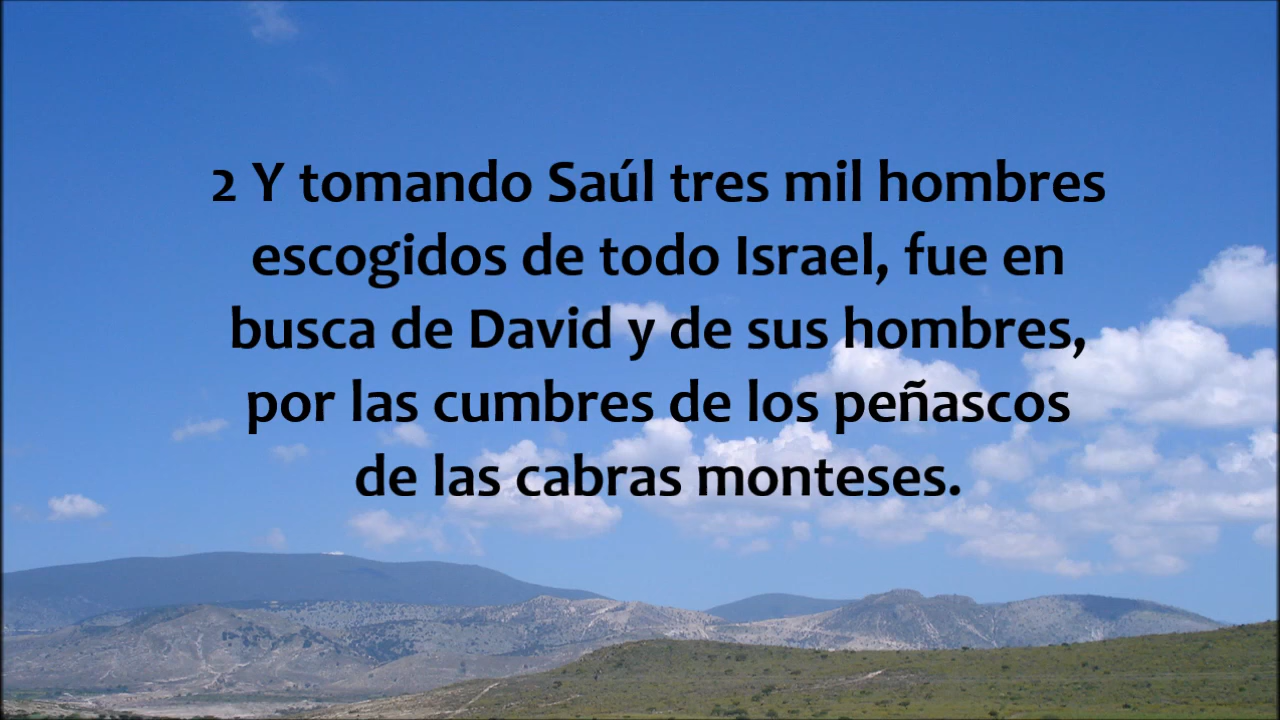 2 Y tomando Saúl tres mil hombres
escogidos de todo Israel, fue en
busca de David y de sus hombres,
por las cumbres de los peñascos
de las cabras monteses.